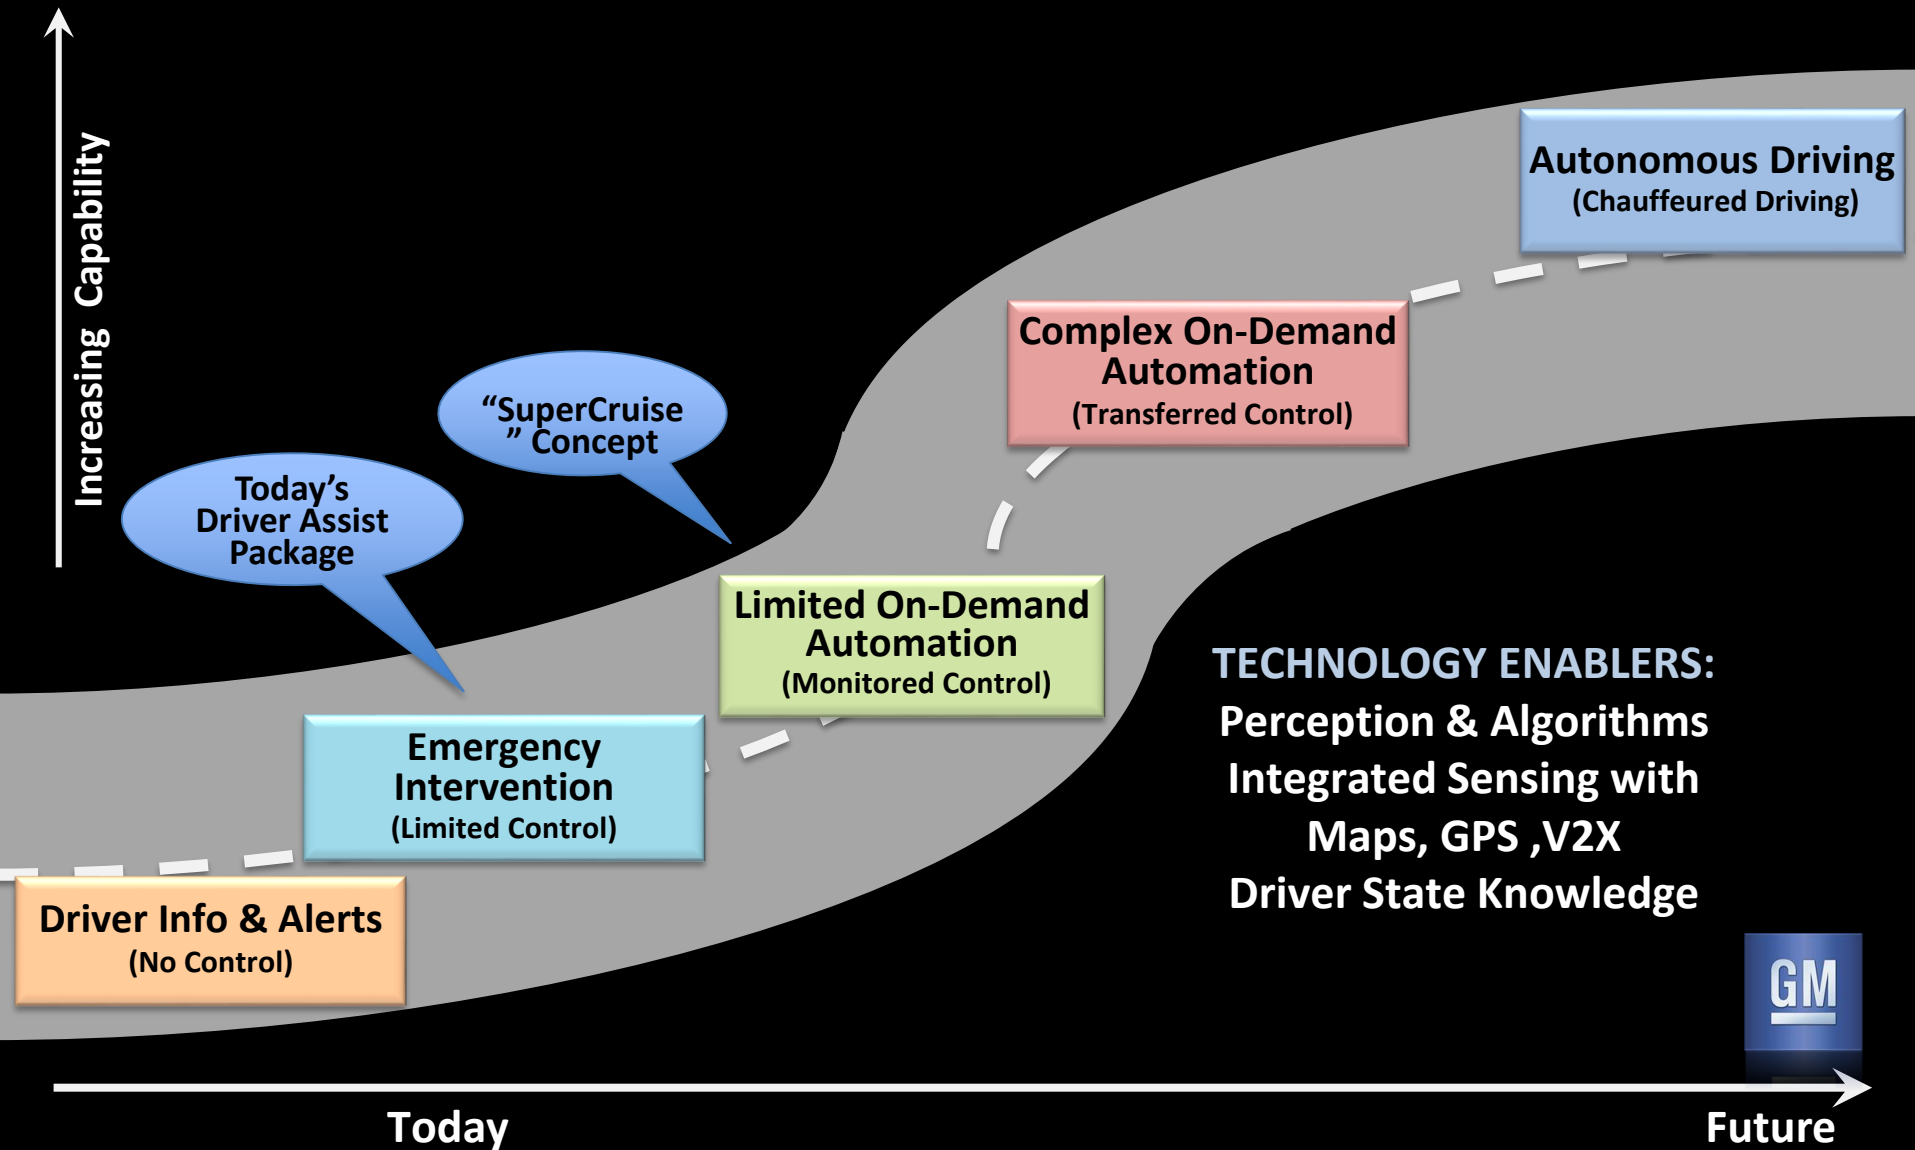 Increasing Capability
Autonomous Driving
(Chauffeured Driving)
Complex On-Demand
Automation
(Transferred Control)
“SuperCruise
” Concept
Today’s
Driver Assist
Package
Limited On-Demand
Automation
(Monitored Control)
Emergency
Intervention
(Limited Control)
Driver Info & Alerts
(No Control)
TECHNOLOGY ENABLERS:
Perception & Algorithms
Integrated Sensing with
Maps, GPS ,V2X
Driver State Knowledge
GM
Today
Future